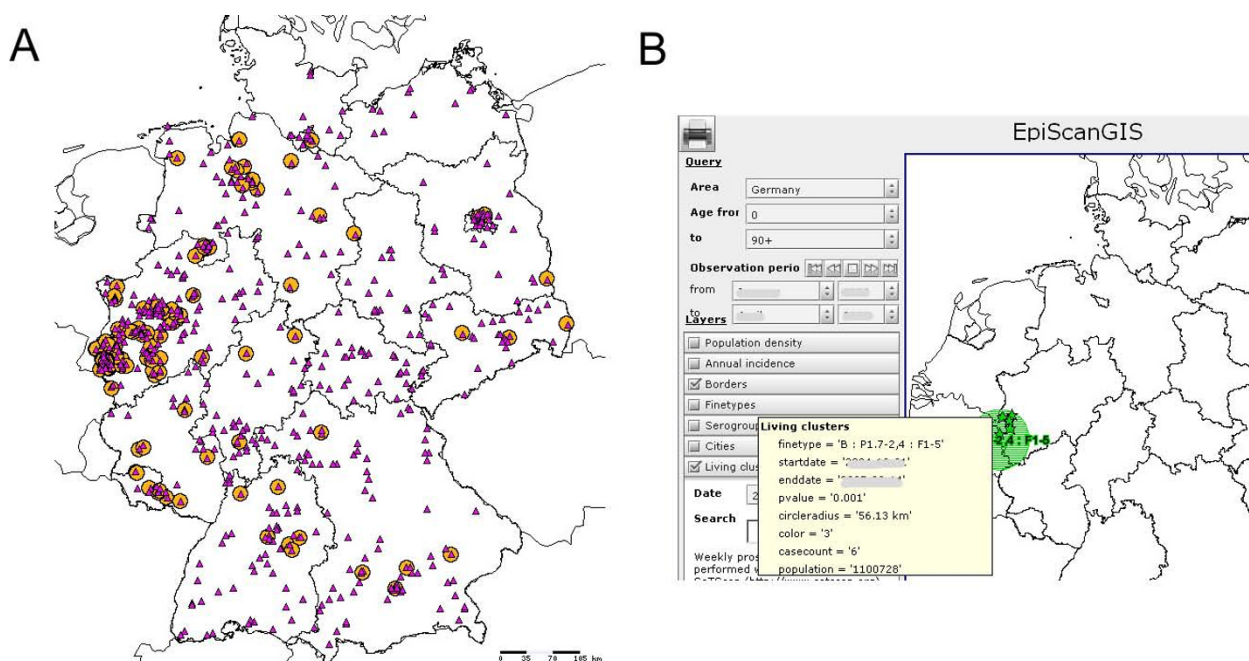 A
B
EpiScanGIS
Query
Area Germany
Age fror 0
to 90+
Observation perio
from
to
Layers
Population density
Annual incidence
Borders
Finetypes
Serogroup
Cities
Living clus
Date 2
Search
Weekly pros
performed w
Living clusters
finetype = 'B : P1.7-2,4 : F1-5'
startdate = '
enddate = '
pvalue = '0.001'
circleradius = '56.13 km'
color = '3'
casecount = '6'
population = '1100728'
-2,4 : F1-5
0 35 70 105 km